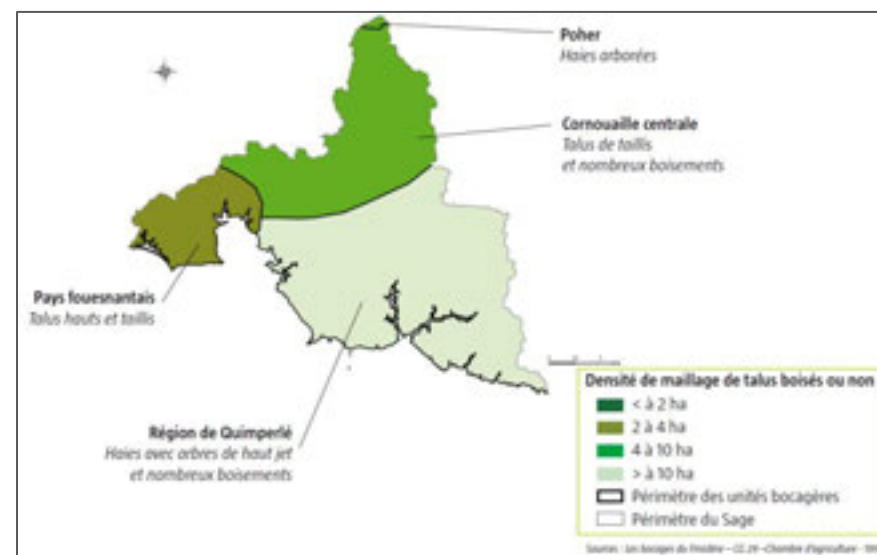 Poher
Haies arborées
Cornouaille centrale
Talus de taillis
et nombreux boisements
Pays fouesnantais
Talus hauts et taillis
Région de Quimperlé
Haies avec arbres de haut jet
et nombreux boisements
Densité de maillage de talus boisés ou non
< à 2 ha
2 à 4 ha
4 à 10 ha
> à 10 ha
Périmètre des unités bocagères
Périmètre du Sage
Sources : Les bocages du Finistère - CG 29 - Chambre d'agriculture -